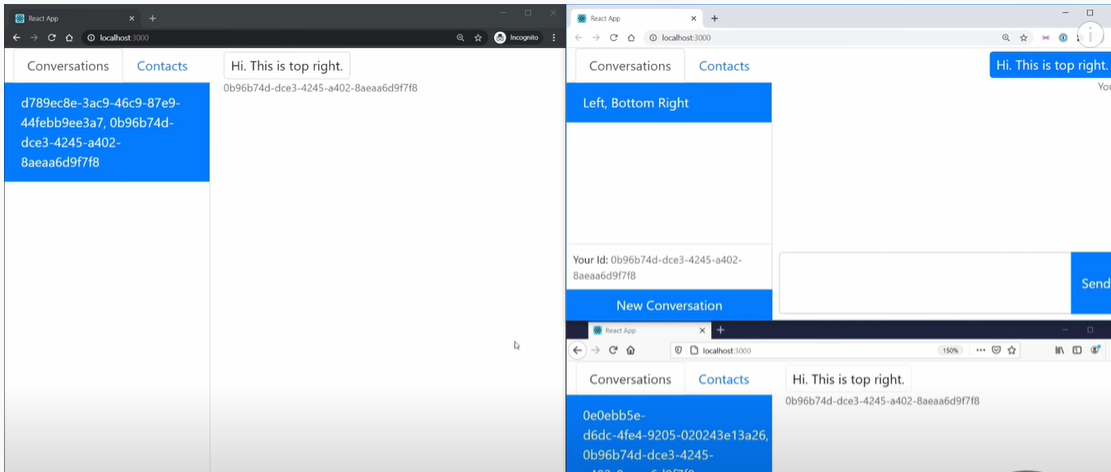 React App
localhost:3000
Incognito
Conversations
Contacts
d789ec8e-3ac9-46c9-87e9-
44febb9ee3a7, 0b96b74d-
dce3-4245-a402-
8aeaa6d9f7f8
Hi. This is top right.
0b96b74d-dce3-4245-a402-8aeaa6d9f7f8
React App
localhost:3000
Conversations
Contacts
Left, Bottom Right
Hi. This is top right.
You
Your Id: 0b96b74d-dce3-4245-a402-
8aeaa6d9f7f8
New Conversation
Send
React App
localhost:3000
150%
Conversations
Contacts
0e0ebb5e-
d6dc-4fe4-9205-020243e13a26,
0b96b74d-dce3-4245-
Hi. This is top right.
0b96b74d-dce3-4245-a402-8aeaa6d9f7f8